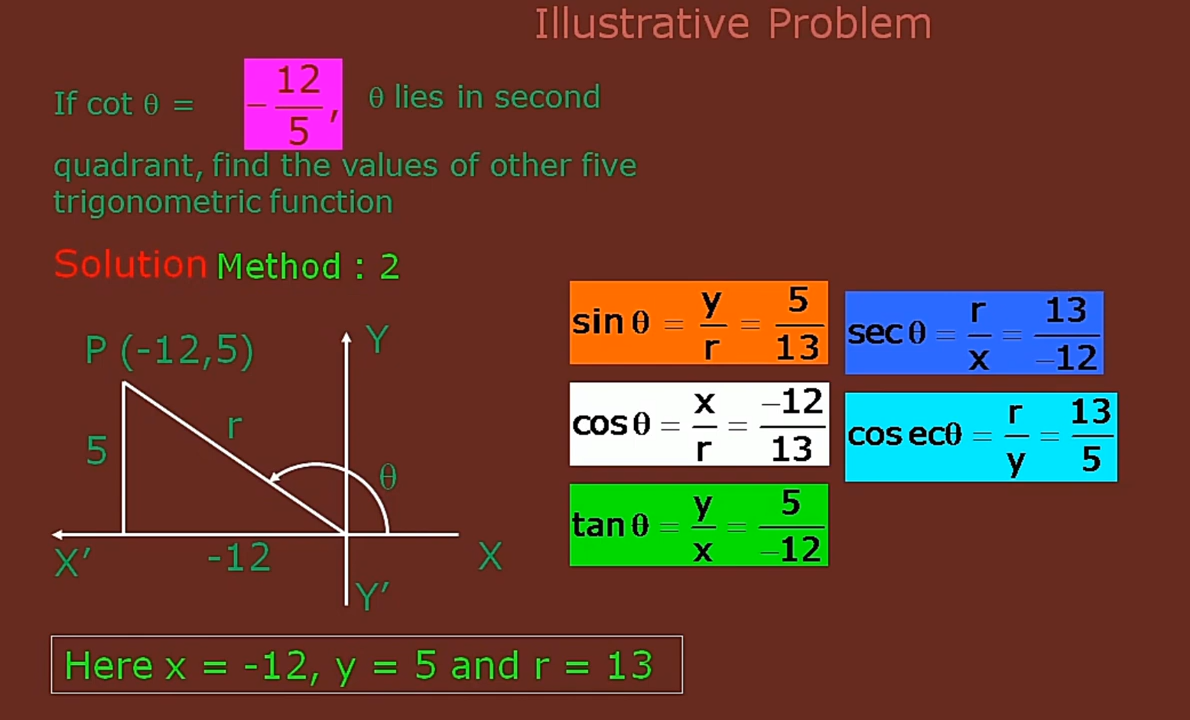 Illustrative Problem
If cot θ = −12/5, θ lies in second
quadrant, find the values of other five
trigonometric function
Solution Method : 2
P (-12,5)
Y
r
5
θ
X′
-12
X
Y′
sin θ = y/r = 5/13
sec θ = r/x = 13/−12
cos θ = x/r = −12/13
cos ecθ = r/y = 13/5
tan θ = y/x = 5/−12
Here x = -12, y = 5 and r = 13